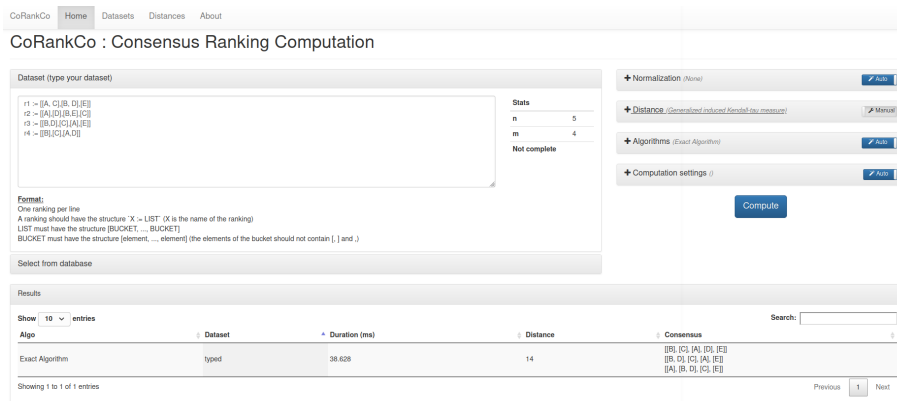 CoRankCo Home Datasets Distances About
CoRankCo : Consensus Ranking Computation
Dataset (type your dataset)
r1 := [[A, C],[B, D],[E]]
r2 := [[A],[D],[B,E],[C]]
r3 := [[B,D],[C],[A],[E]]
r4 := [[B],[C],[A,D]]
Stats
n 5
m 4
Not complete
Format:
One ranking per line
A ranking should have the structure `X := LIST` (X is the name of the ranking)
LIST must have the structure [BUCKET, ..., BUCKET]
BUCKET must have the structure [element, ..., element] (the elements of the bucket should not contain [, ] and ,)
Select from database
+ Normalization (None) Auto
+ Distance (Generalized induced Kendall-tau measure) Manual
+ Algorithms (Exact Algorithm) Auto
+ Computation settings () Auto
Compute
Results
Show 10 entries Search:
Algo Dataset Duration (ms) Distance Consensus
Exact Algorithm typed 38.628 14
[[B], [C], [A], [D], [E]]
[[B, D], [C], [A], [E]]
[[A], [B, D], [C], [E]]
Showing 1 to 1 of 1 entries Previous 1 Next